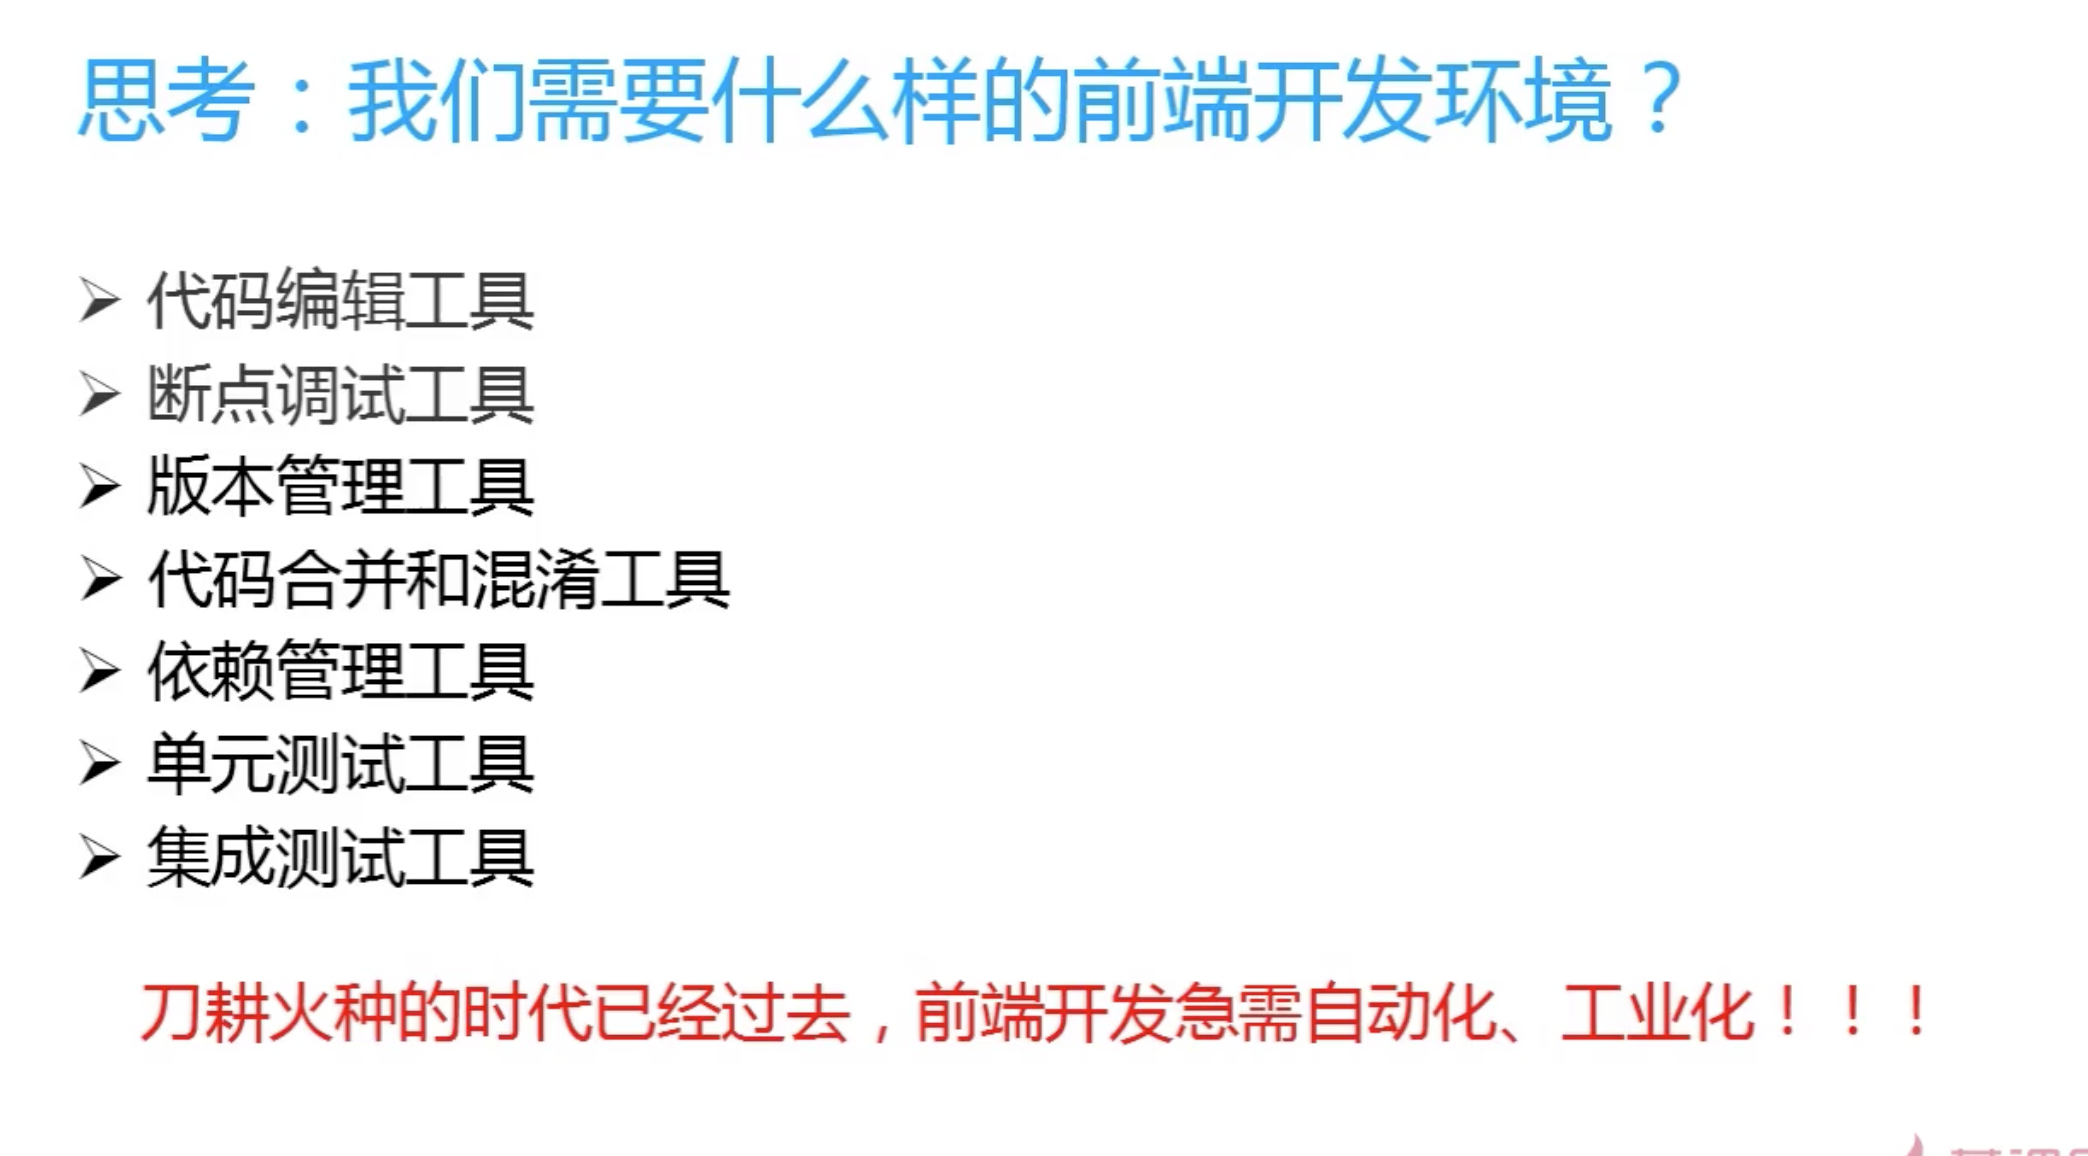 思考：我们需要什么样的前端开发环境？
代码编辑工具
断点调试工具
版本管理工具
代码合并和混淆工具
依赖管理工具
单元测试工具
集成测试工具
刀耕火种的时代已经过去，前端开发急需自动化、工业化！！！